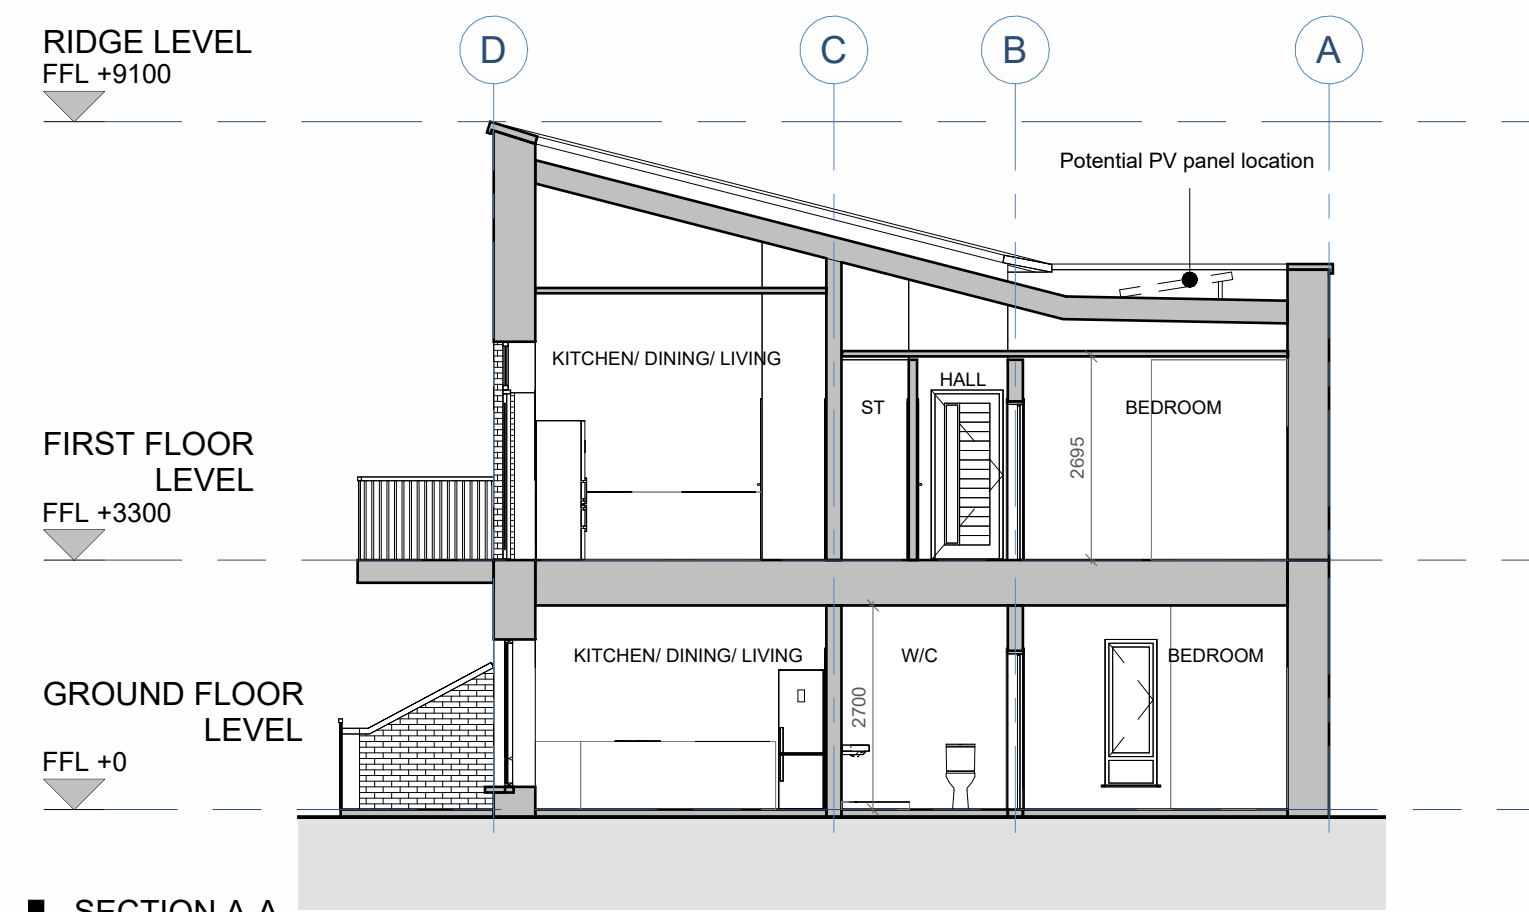 RIDGE LEVEL
FFL +9100
D
C
B
A
Potential PV panel location
KITCHEN/ DINING/ LIVING
HALL
ST
BEDROOM
2695
FIRST FLOOR
LEVEL
FFL +3300
KITCHEN/ DINING/ LIVING
W/C
BEDROOM
2700
GROUND FLOOR
LEVEL
FFL +0
SECTION A-A